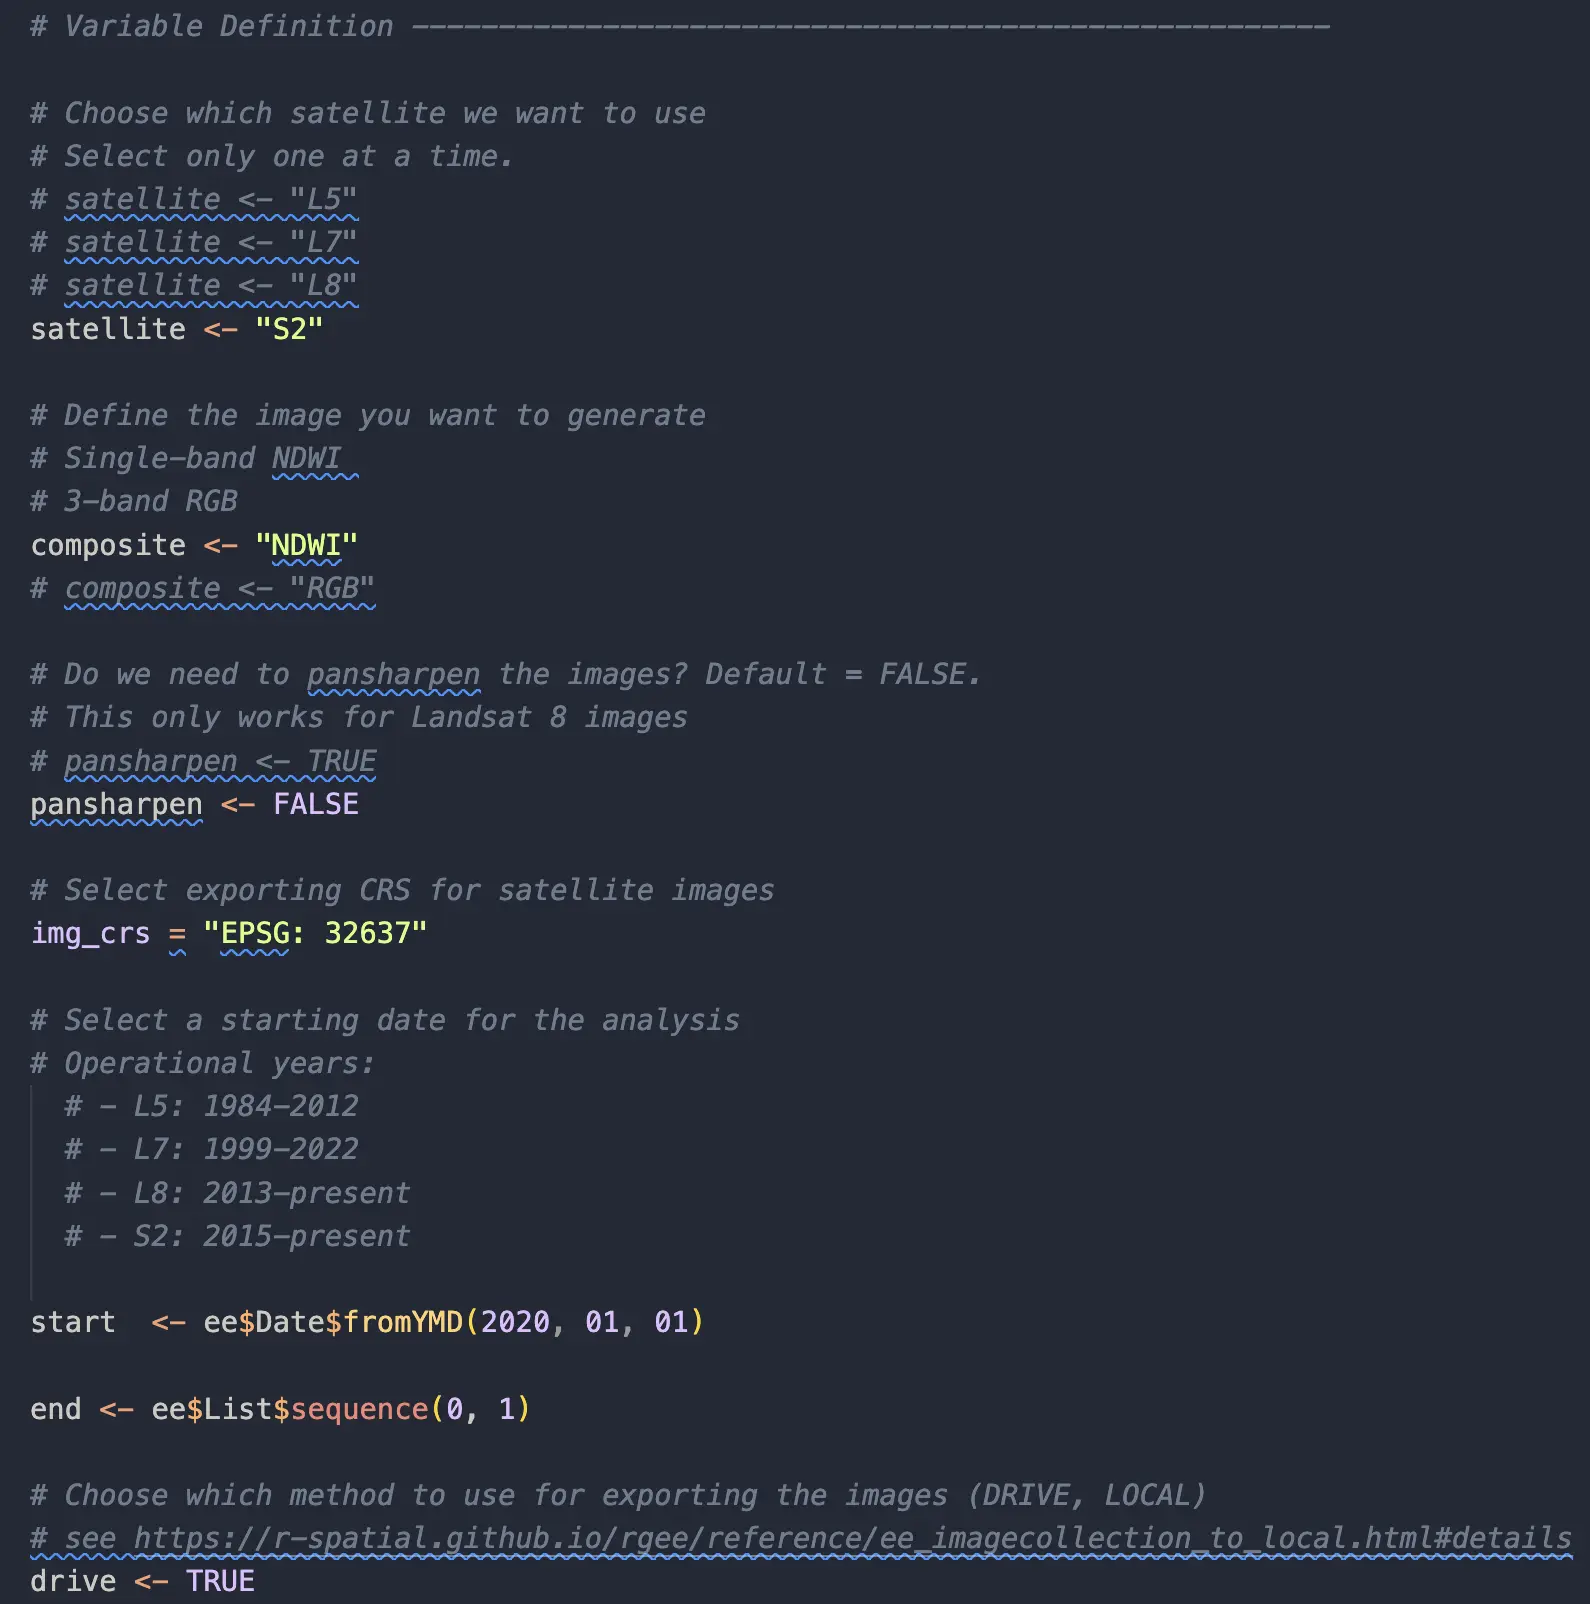 # Variable Definition -----------------------------------------------------
# Choose which satellite we want to use
# Select only one at a time.
# satellite <- "L5"
# satellite <- "L7"
# satellite <- "L8"
satellite <- "S2"
# Define the image you want to generate
# Single-band NDWI
# 3-band RGB
composite <- "NDWI"
# composite <- "RGB"
# Do we need to pansharpen the images? Default = FALSE.
# This only works for Landsat 8 images
# pansharpen <- TRUE
pansharpen <- FALSE
# Select exporting CRS for satellite images
img_crs = "EPSG: 32637"
# Select a starting date for the analysis
# Operational years:
  # - L5: 1984-2012
  # - L7: 1999-2022
  # - L8: 2013-present
  # - S2: 2015-present
start  <- ee$Date$fromYMD(2020, 01, 01)
end <- ee$List$sequence(0, 1)
# Choose which method to use for exporting the images (DRIVE, LOCAL)
# see https://r-spatial.github.io/rgee/reference/ee_imagecollection_to_local.html#details
drive <- TRUE